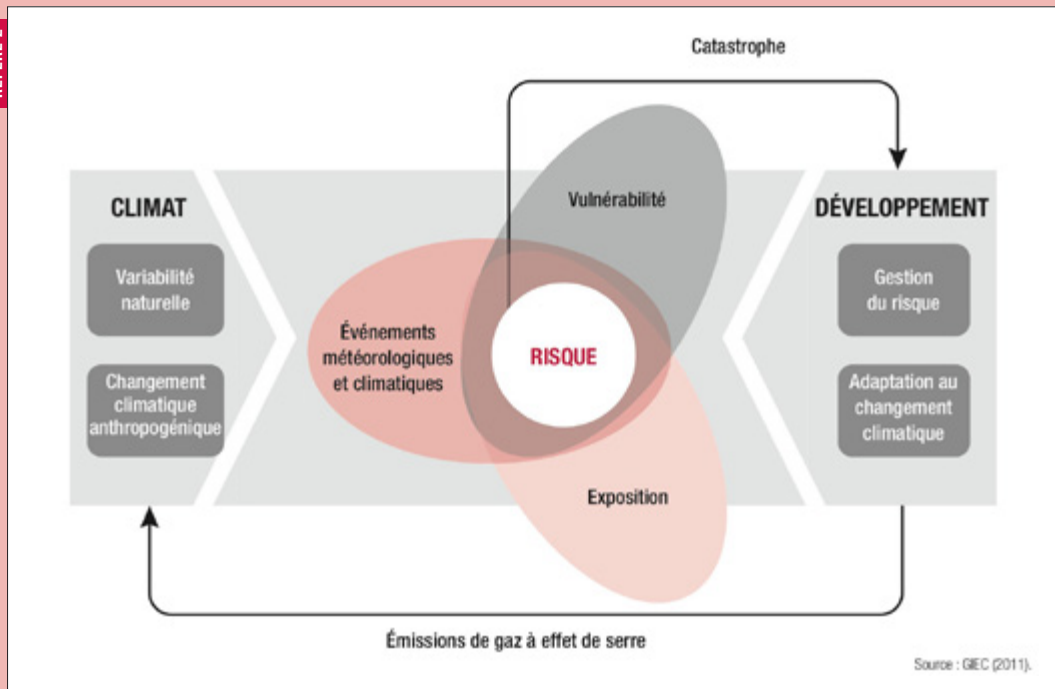 Catastrophe
CLIMAT
Variabilité
naturelle
Changement
climatique
anthropogénique
Vulnérabilité
Événements
météorologiques
et climatiques
RISQUE
Exposition
DÉVELOPPEMENT
Gestion
du risque
Adaptation au
changement
climatique
Émissions de gaz à effet de serre
Source : GIEC (2011).